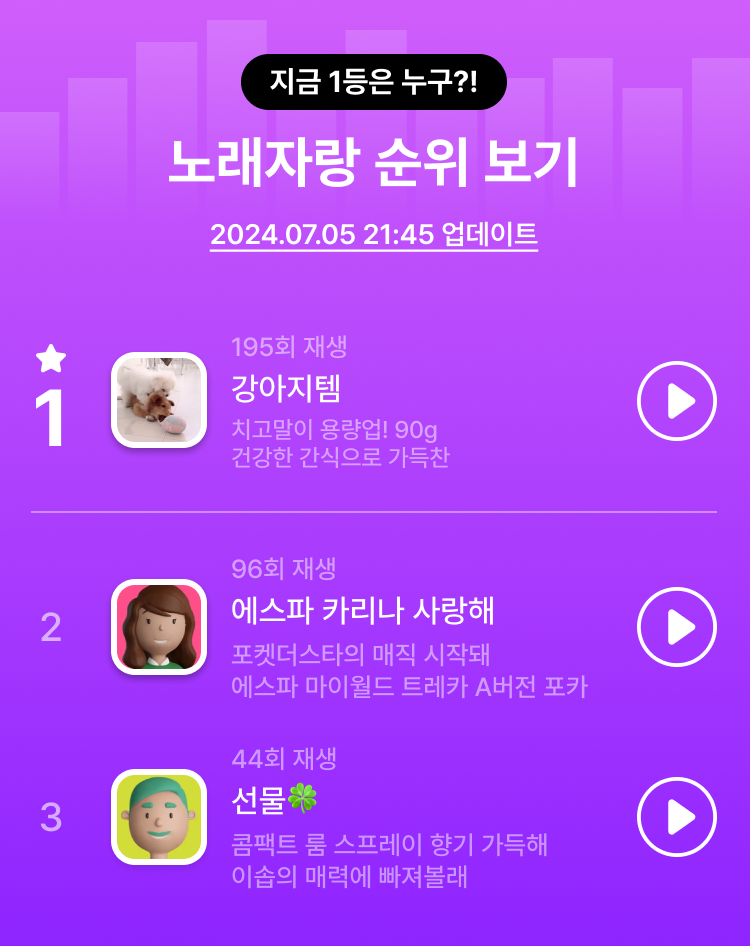 지금 1등은 누구?!
노래자랑 순위 보기
2024.07.05 21:45 업데이트
195회 재생
1
강아지템
치고말이 용량업! 90g
건강한 간식으로 가득찬
96회 재생
2
에스파 카리나 사랑해
포켓더스타의 매직 시작돼
에스파 마이월드 트레카 A버전 포카
44회 재생
3
선물🍀
콤팩트 룸 스프레이 향기 가득해
이솝의 매력에 빠져볼래